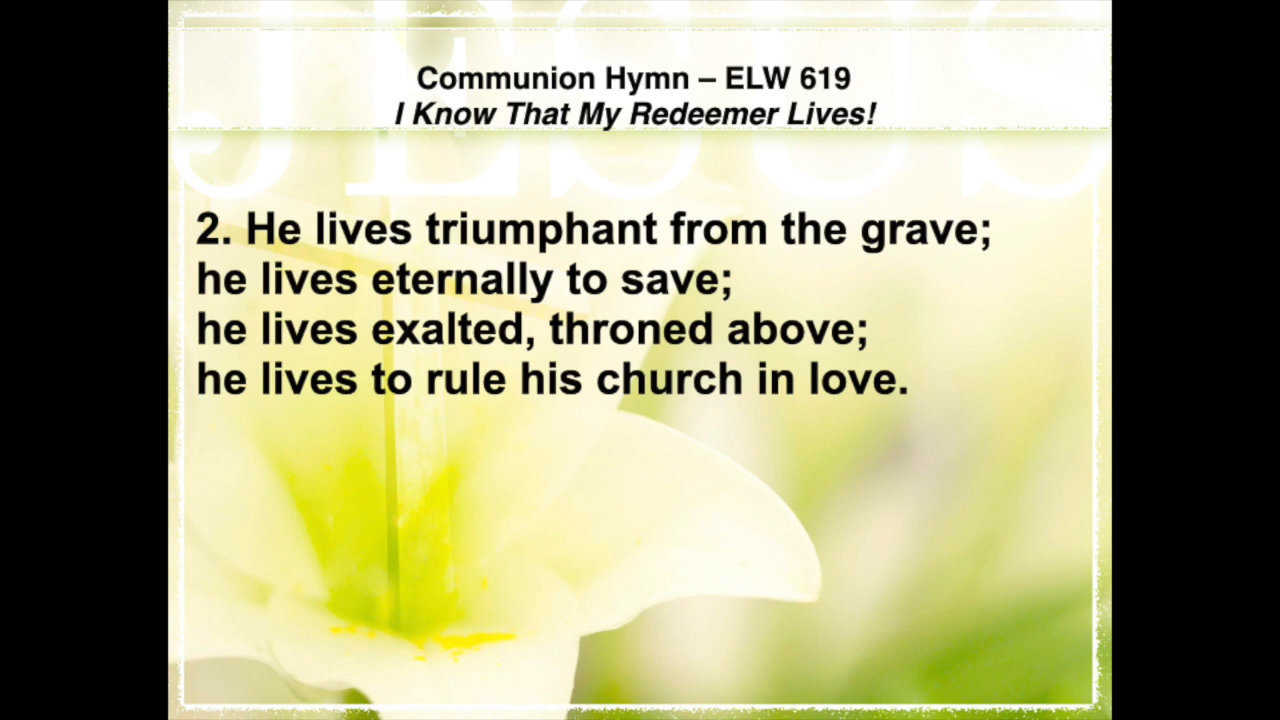 JESUS
Communion Hymn – ELW 619
I Know That My Redeemer Lives!
2. He lives triumphant from the grave;
he lives eternally to save;
he lives exalted, throned above;
he lives to rule his church in love.